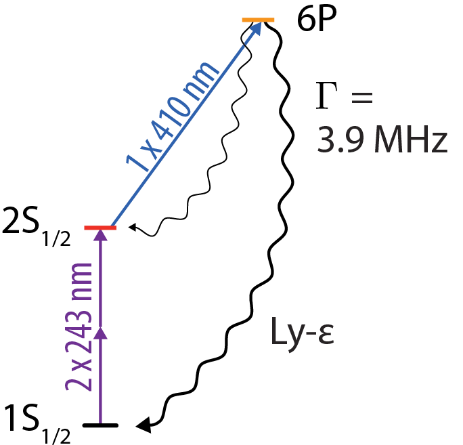 6P
Γ =
3.9 MHz
1 x 410 nm
2S1/2
2 x 243 nm
Ly-ε
1S1/2